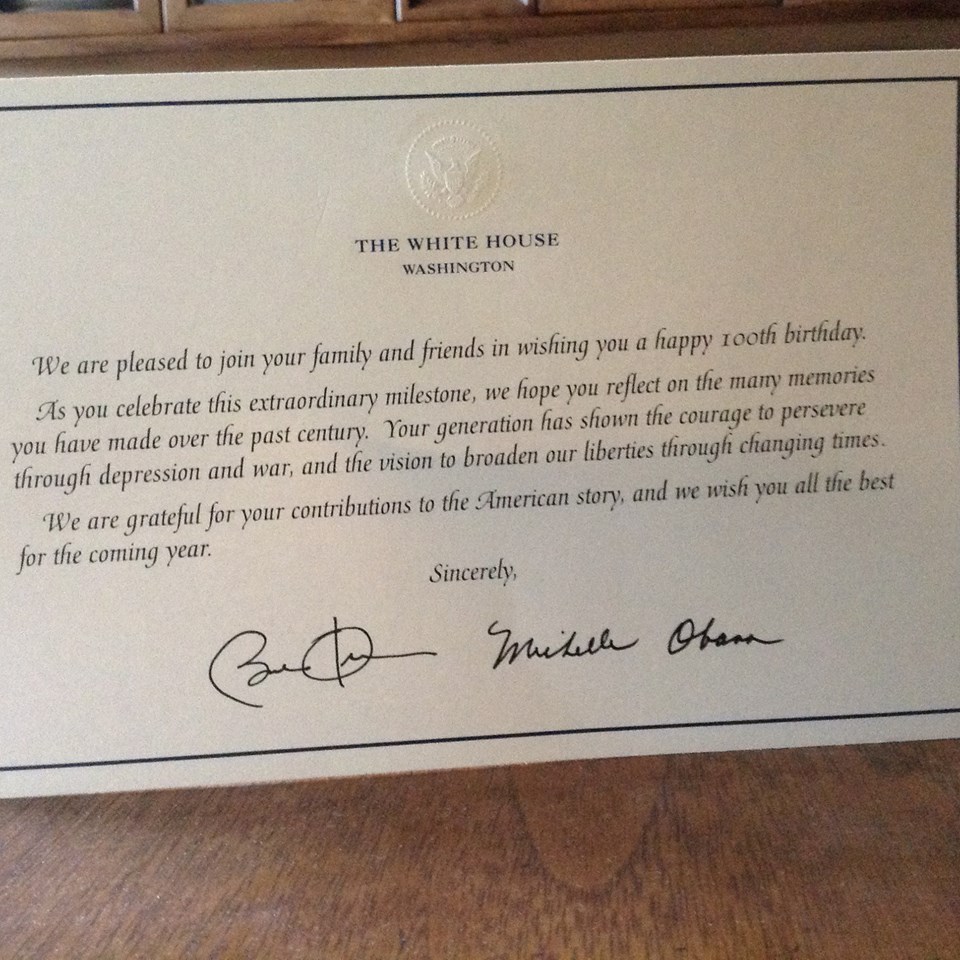 THE WHITE HOUSE
WASHINGTON
We are pleased to join your family and friends in wishing you a happy 100th birthday.
As you celebrate this extraordinary milestone, we hope you reflect on the many memories
you have made over the past century. Your generation has shown the courage to persevere
through depression and war, and the vision to broaden our liberties through changing times.
We are grateful for your contributions to the American story, and we wish you all the best
for the coming year.
Sincerely,
Michelle Obama